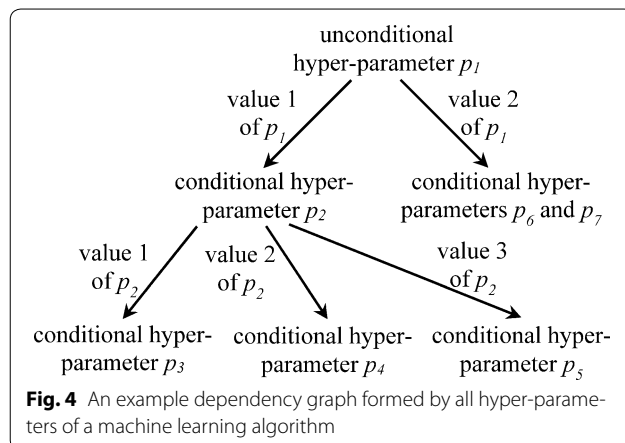 unconditional
hyper-parameter p1
value 1
of p1
value 2
of p1
conditional hyper-
parameter p2
conditional hyper-
parameters p6 and p7
value 1
of p2
value 2
of p2
value 3
of p2
conditional hyper-
parameter p3
conditional hyper-
parameter p4
conditional hyper-
parameter p5
Fig. 4 An example dependency graph formed by all hyper-parame-
ters of a machine learning algorithm